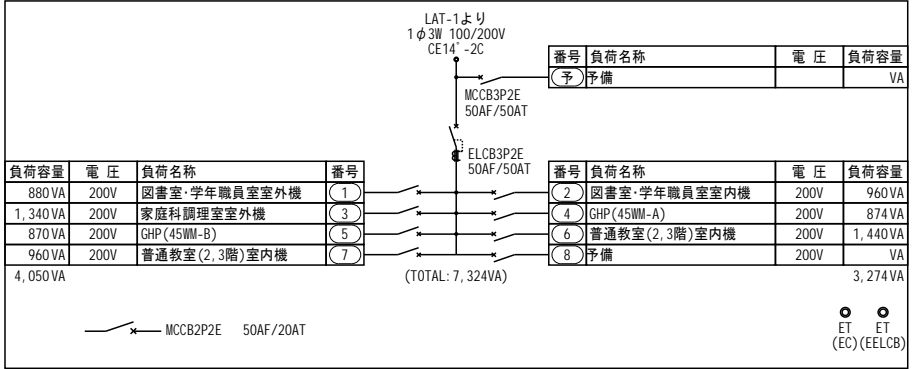 LAT-1より
1φ3W 100/200V
CE14゜-2C
番号 負荷名称 電 圧 負荷容量
予 予備 VA
MCCB3P2E
50AF/50AT
ELCB3P2E
50AF/50AT
負荷容量 電 圧 負荷名称 番号 番号 負荷名称 電 圧 負荷容量
880VA 200V 図書室・学年職員室室外機 1 2 図書室・学年職員室室内機 200V 960VA
1,340VA 200V 家庭科調理室室外機 3 4 GHP(45WM-A) 200V 874VA
870VA 200V GHP(45WM-B) 5 6 普通教室(2,3階)室内機 200V 1,440VA
960VA 200V 普通教室(2,3階)室内機 7 8 予備 200V VA
4,050VA (TOTAL:7,324VA) 3,274VA
MCCB2P2E 50AF/20AT
ET ET
(EC) (EELCB)